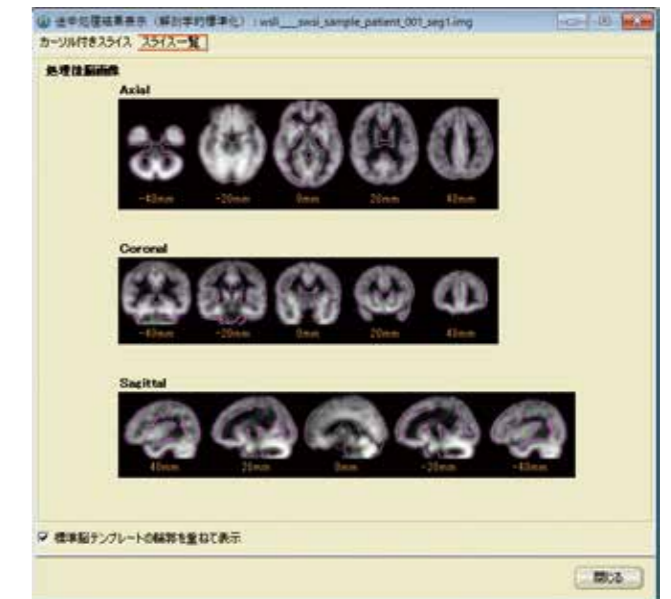 途中処理結果表示（解剖学的標準化）：wsli___swsi_sample_patient_001_seg1.img
カーソル付きスライス スライス一覧
処理後脳画像
Axial
-40mm -20mm 0mm 20mm 40mm
Coronal
-40mm -20mm 0mm 20mm 40mm
Sagittal
40mm 20mm 0mm -20mm -40mm
標準脳テンプレートの輪郭を重ねて表示
閉じる